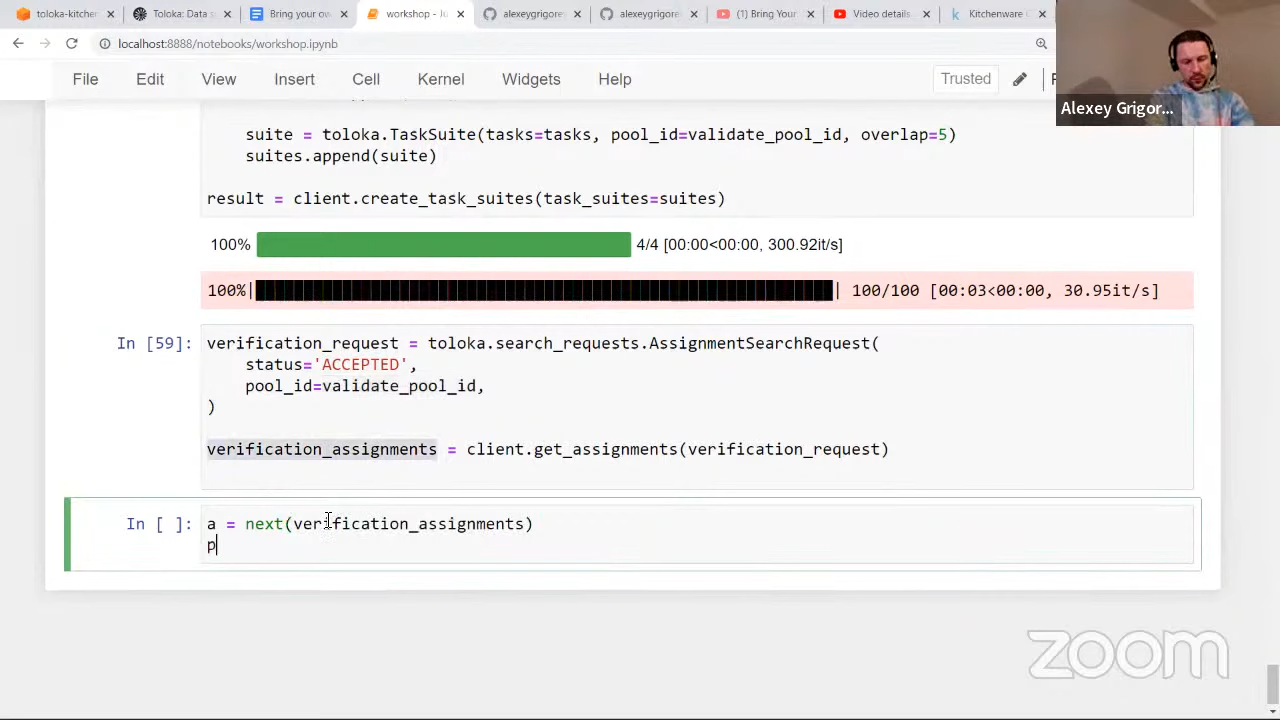 toloka-kitche
Toloka: Data s
Bring your ow
workshop - Ju
alexeygrigore
alexeygrigore
(1) Bring Your
Video details
Kitchenware C
localhost:8888/notebooks/workshop.ipynb
File Edit View Insert Cell Kernel Widgets Help
Trusted
Alexey Grigor...
suite = toloka.TaskSuite(tasks=tasks, pool_id=validate_pool_id, overlap=5)
suites.append(suite)
result = client.create_task_suites(task_suites=suites)
100% 4/4 [00:00<00:00, 300.92it/s]
100%| | 100/100 [00:03<00:00, 30.95it/s]
In [59]: verification_request = toloka.search_requests.AssignmentSearchRequest(
status='ACCEPTED',
pool_id=validate_pool_id,
)
verification_assignments = client.get_assignments(verification_request)
In [ ]: a = next(verification_assignments)
p
zoom